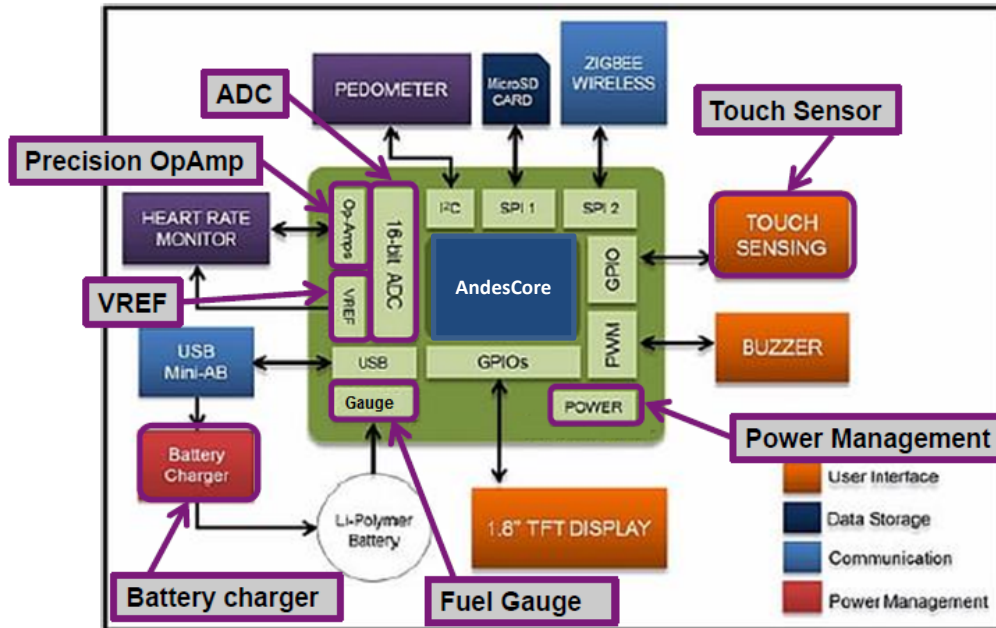 ADC
PEDOMETER
MicroSD
CARD
ZIGBEE
WIRELESS
Touch Sensor
Precision OpAmp
HEART RATE
MONITOR
Op-Amps
16-bit ADC
I²C
SPI 1
SPI 2
TOUCH
SENSING
GPIO
AndesCore
VREF
VREF
USB
Mini-AB
USB
GPIOs
PWM
BUZZER
Gauge
POWER
Power Management
Battery
Charger
Li-Polymer
Battery
1.8" TFT DISPLAY
User Interface
Data Storage
Communication
Power Management
Battery charger
Fuel Gauge